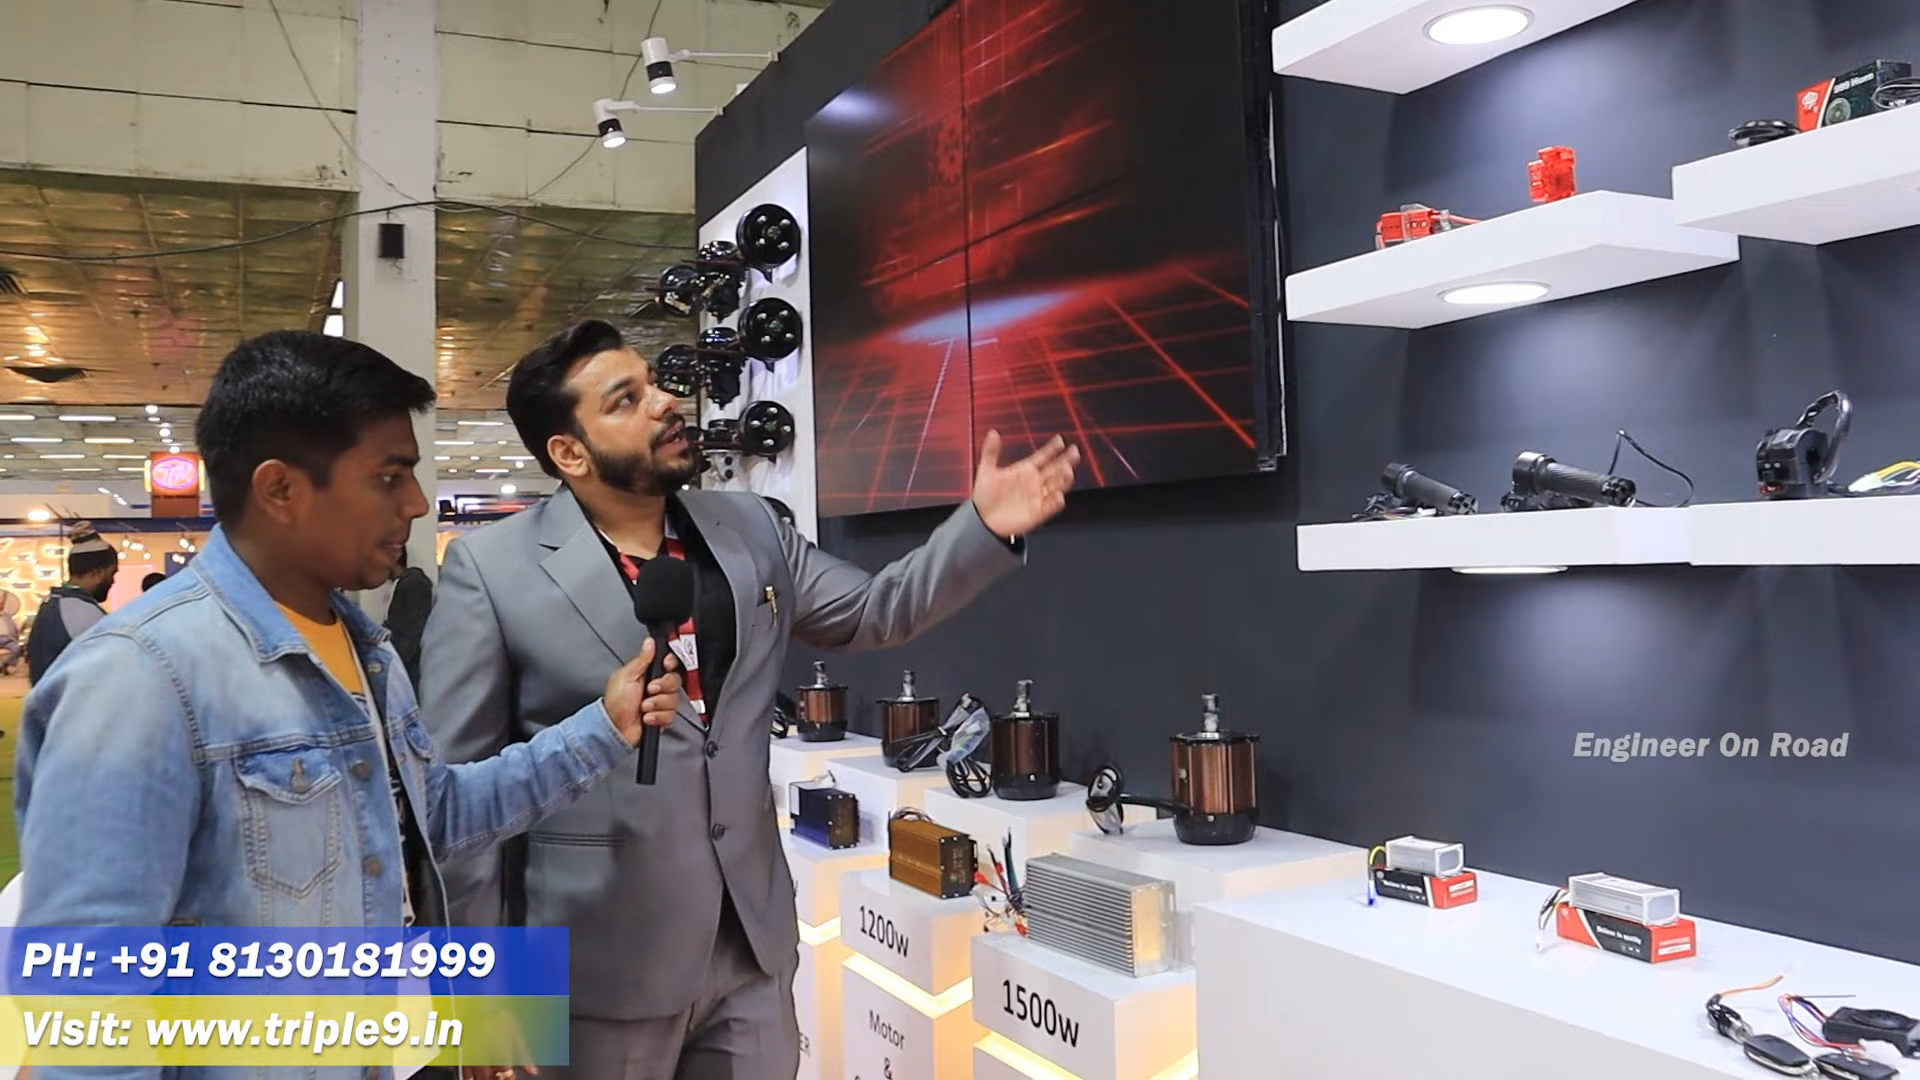 Engineer On Road
1200w
1500w
Motor
&
PH: +91 8130181999
Visit: www.triple9.in